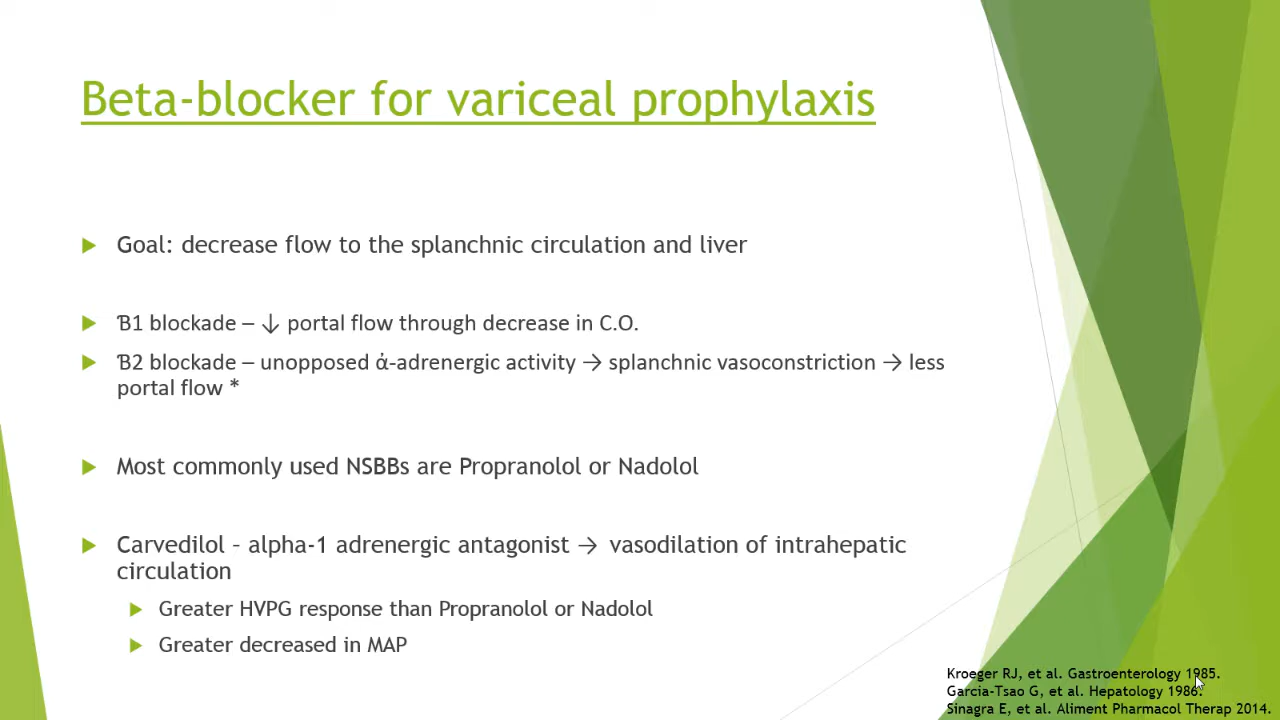 Beta-blocker for variceal prophylaxis
Goal: decrease flow to the splanchnic circulation and liver
Ɓ1 blockade – ↓ portal flow through decrease in C.O.
Ɓ2 blockade – unopposed ἀ-adrenergic activity → splanchnic vasoconstriction → less
portal flow *
Most commonly used NSBBs are Propranolol or Nadolol
Carvedilol – alpha-1 adrenergic antagonist → vasodilation of intrahepatic
circulation
Greater HVPG response than Propranolol or Nadolol
Greater decreased in MAP
Kroeger RJ, et al. Gastroenterology 1985.
Garcia-Tsao G, et al. Hepatology 1986.
Sinagra E, et al. Aliment Pharmacol Therap 2014.